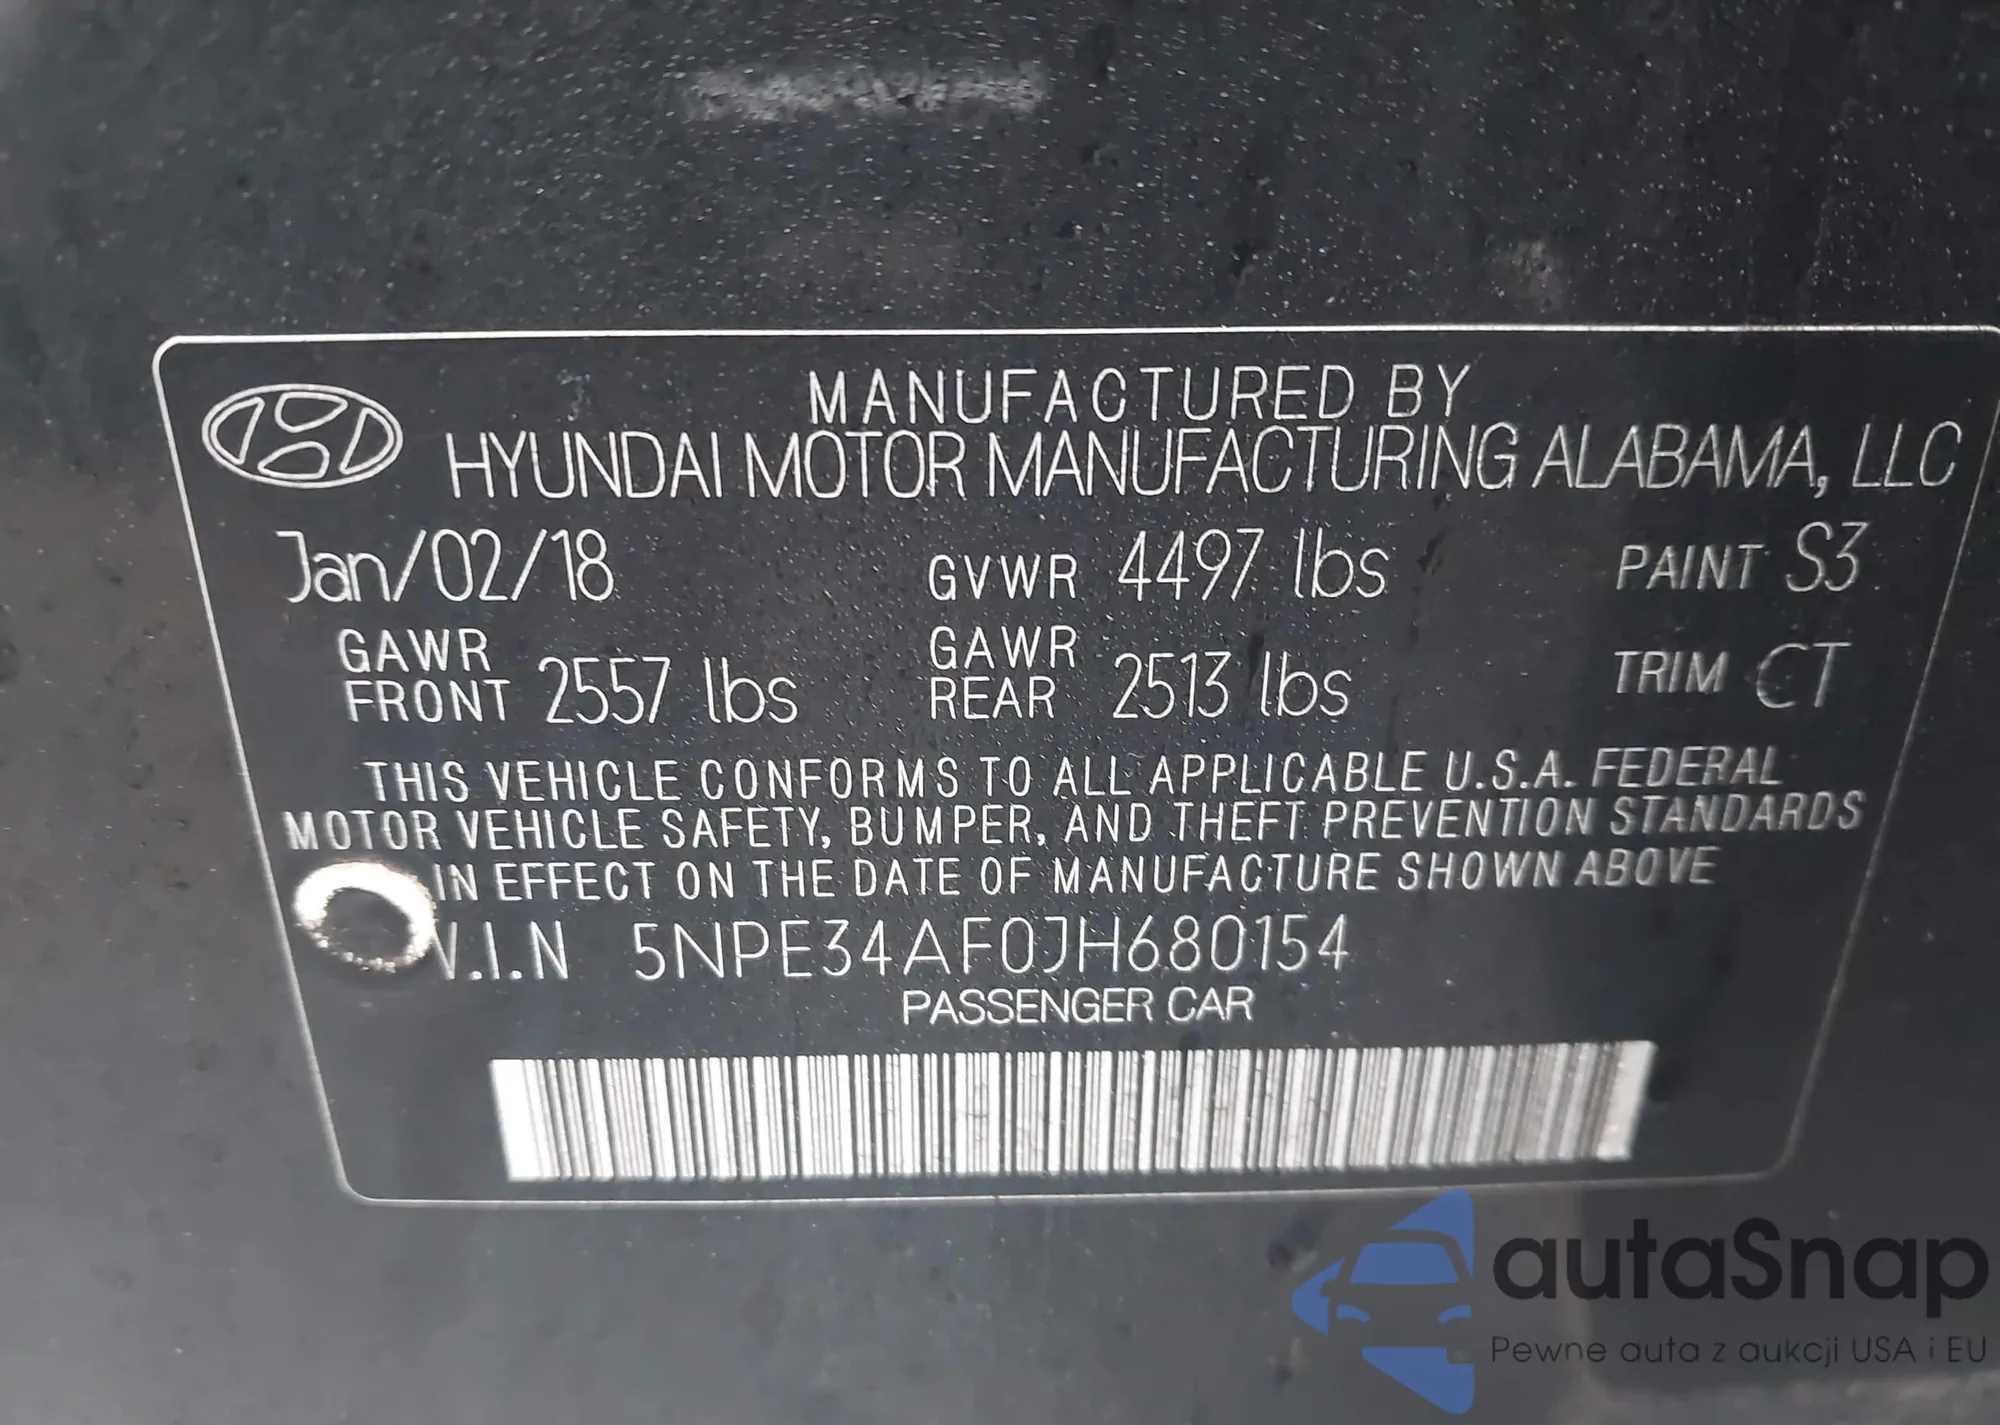 MANUFACTURED BY
HYUNDAI MOTOR MANUFACTURING ALABAMA, LLC
Jan/02/18 GVWR 4497 lbs PAINT S3
GAWR FRONT 2557 lbs GAWR REAR 2513 lbs TRIM CT
THIS VEHICLE CONFORMS TO ALL APPLICABLE U.S.A. FEDERAL
MOTOR VEHICLE SAFETY, BUMPER, AND THEFT PREVENTION STANDARDS
IN EFFECT ON THE DATE OF MANUFACTURE SHOWN ABOVE
V.I.N 5NPE34AF0JH680154
PASSENGER CAR
autaSnap
Pewne auta z aukcji USA i EU